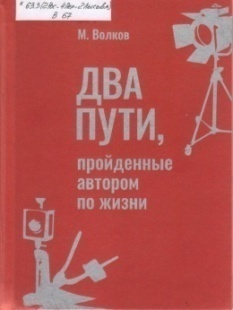 М. Волков
ДВА
ПУТИ,
пройденные
автором
по жизни